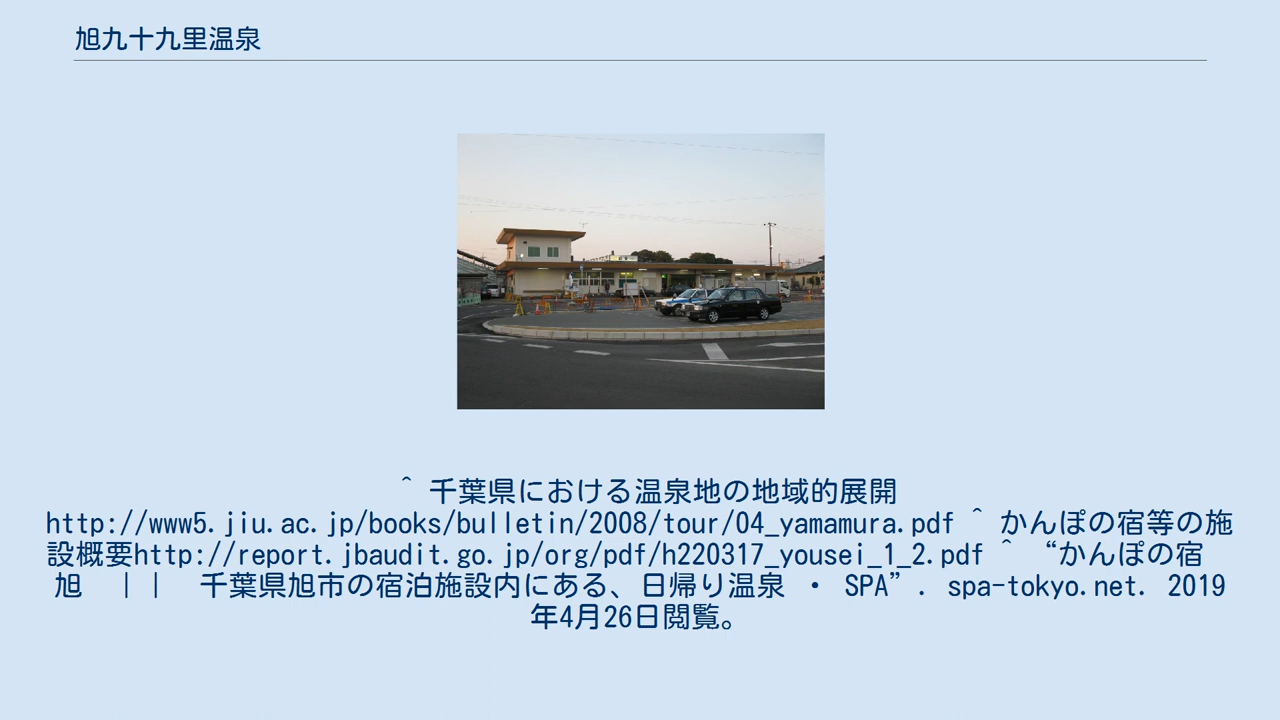 旭九十九里温泉
^ 千葉県における温泉地の地域的展開
http://www5.jiu.ac.jp/books/bulletin/2008/tour/04_yamamura.pdf ^ かんぽの宿等の施
設概要http://report.jbaudit.go.jp/org/pdf/h220317_yousei_1_2.pdf ^ “かんぽの宿
旭 || 千葉県旭市の宿泊施設内にある、日帰り温泉 ・ SPA”. spa-tokyo.net. 2019
年4月26日閲覧。